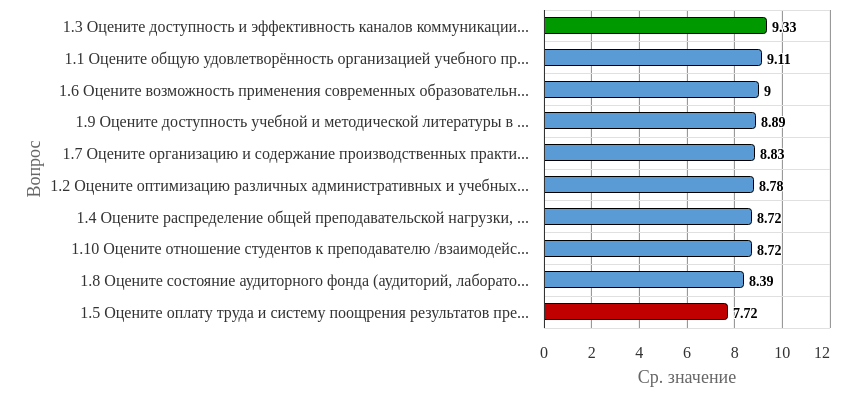 1.3 Оцените доступность и эффективность каналов коммуникации... 9.33
1.1 Оцените общую удовлетворённость организацией учебного пр... 9.11
1.6 Оцените возможность применения современных образовательн... 9
1.9 Оцените доступность учебной и методической литературы в ... 8.89
1.7 Оцените организацию и содержание производственных практи... 8.83
1.2 Оцените оптимизацию различных административных и учебных... 8.78
1.4 Оцените распределение общей преподавательской нагрузки, ... 8.72
1.10 Оцените отношение студентов к преподавателю /взаимодейс... 8.72
1.8 Оцените состояние аудиторного фонда (аудиторий, лаборато... 8.39
1.5 Оцените оплату труда и систему поощрения результатов пре... 7.72
Вопрос
0 2 4 6 8 10 12
Ср. значение